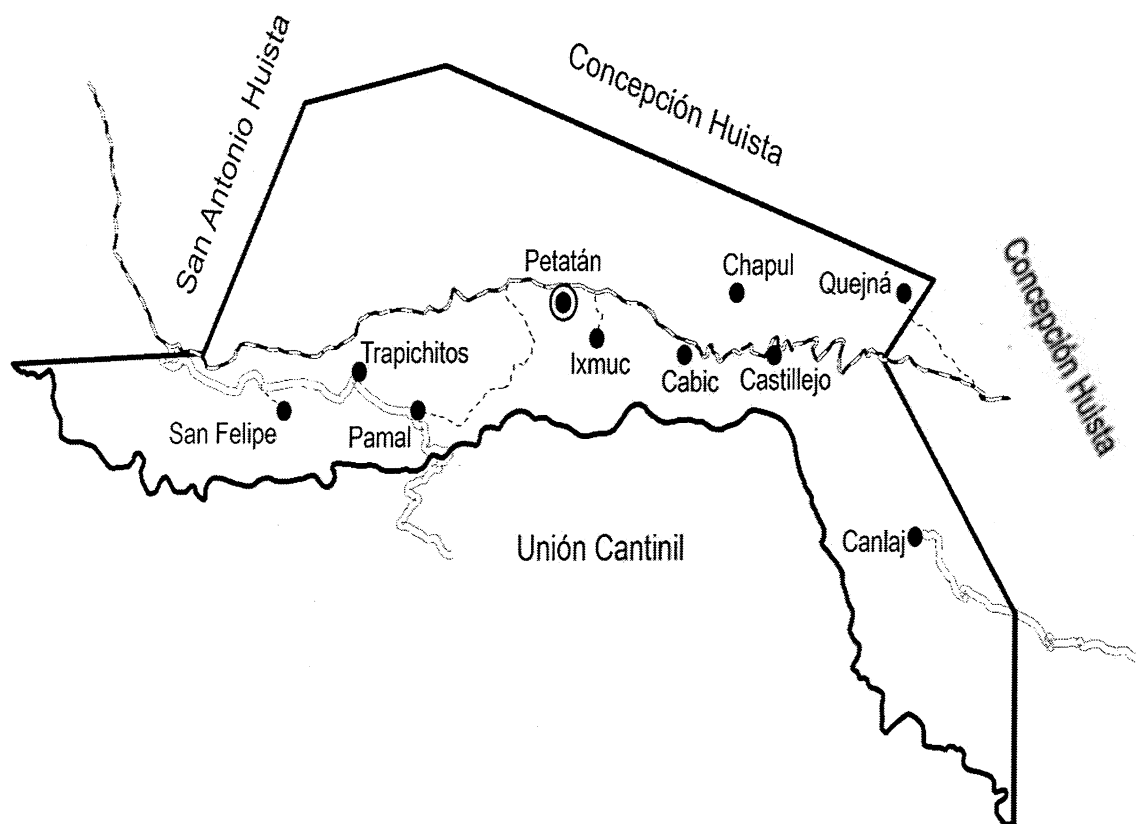 San Antonio Huista
Concepción Huista
Concepción Huista
Petatán
Chapul
Quejná
Trapichitos
Ixmuc
Cabic
Castillejo
San Felipe
Pamal
Unión Cantinil
Canlaj